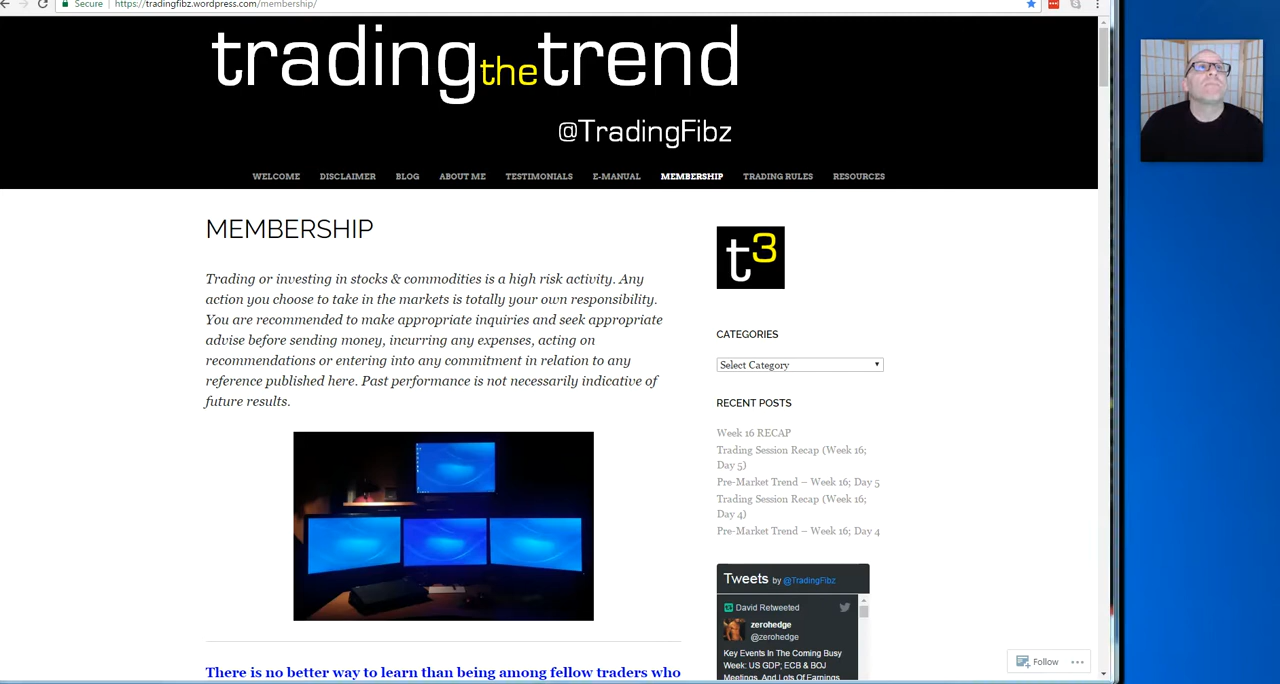 Secure https://tradingfibz.wordpress.com/membership/
tradingthetrend
@TradingFibz
WELCOME DISCLAIMER BLOG ABOUT ME TESTIMONIALS E-MANUAL MEMBERSHIP TRADING RULES RESOURCES
MEMBERSHIP
Trading or investing in stocks & commodities is a high risk activity. Any
action you choose to take in the markets is totally your own responsibility.
You are recommended to make appropriate inquiries and seek appropriate
advise before sending money, incurring any expenses, acting on
recommendations or entering into any commitment in relation to any
reference published here. Past performance is not necessarily indicative of
future results.
There is no better way to learn than being among fellow traders who
t3
CATEGORIES
Select Category
RECENT POSTS
Week 16 RECAP
Trading Session Recap (Week 16;
Day 5)
Pre-Market Trend – Week 16; Day 5
Trading Session Recap (Week 16;
Day 4)
Pre-Market Trend – Week 16; Day 4
Tweets by @TradingFibz
David Retweeted
zerohedge
@zerohedge
Key Events In The Coming Busy
Week: US GDP; ECB & BOJ
Meetings, And Lots Of Earnings
Follow